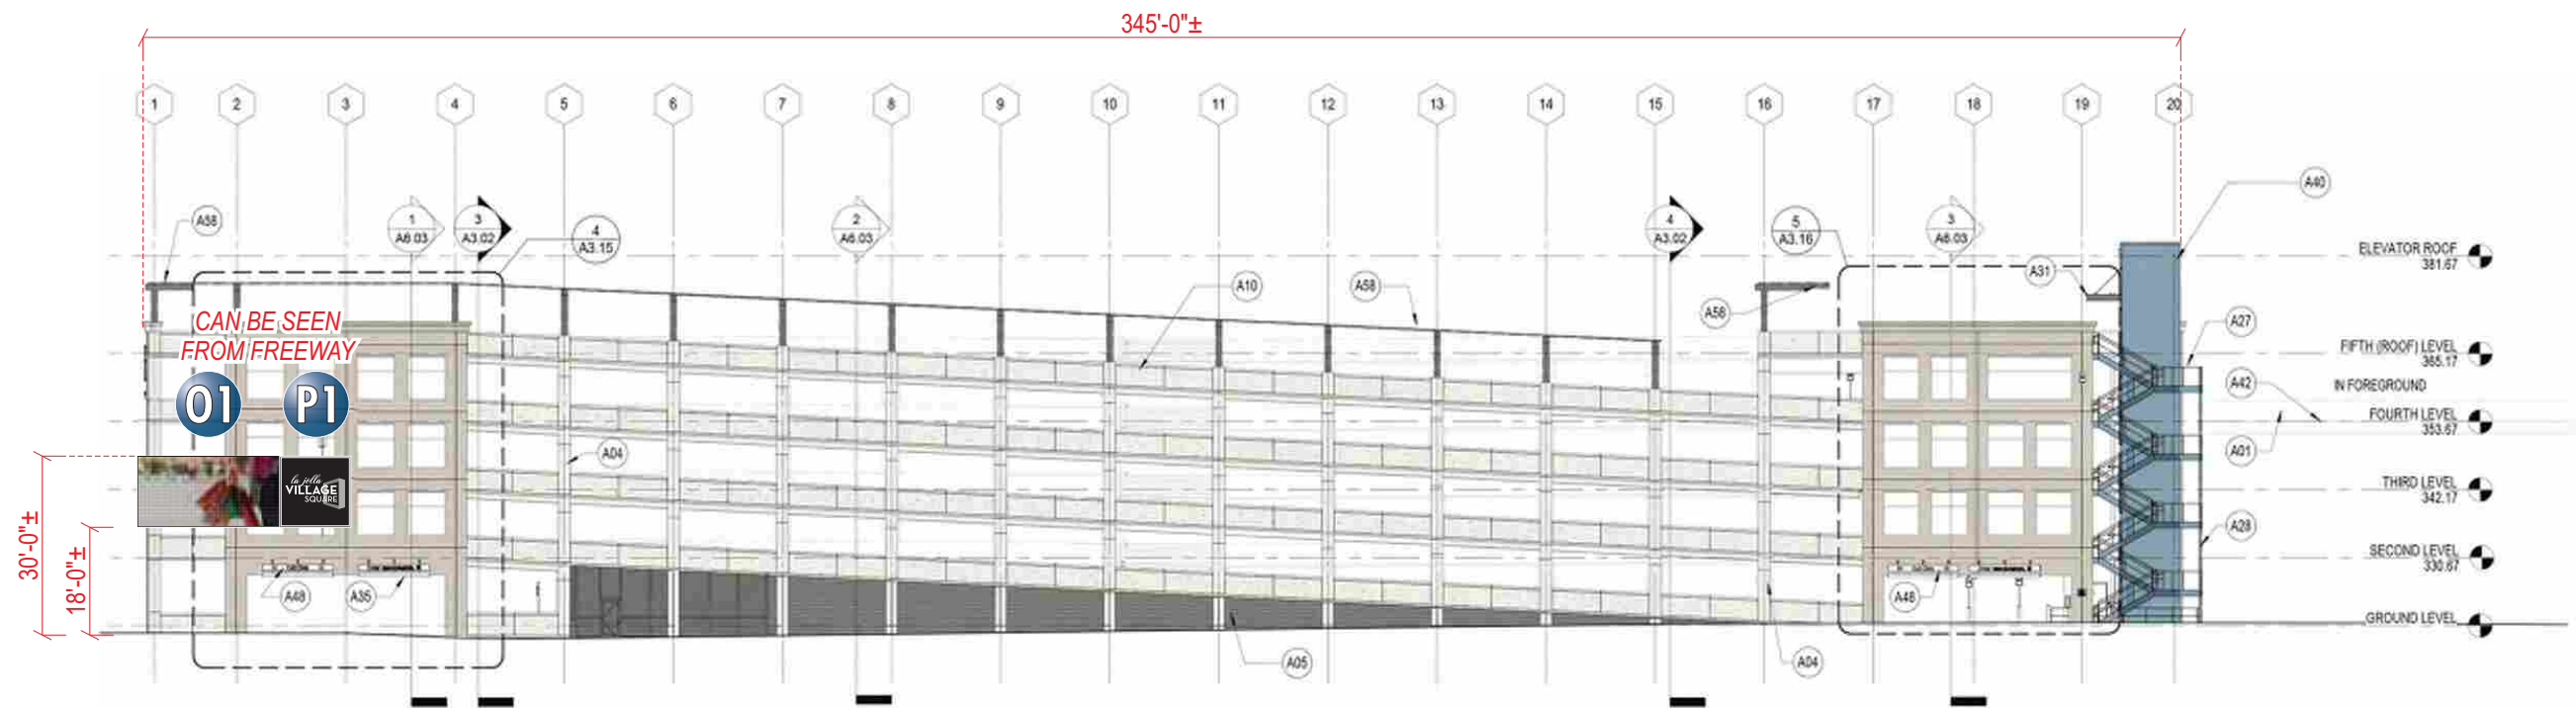 345'-0"±
1 2 3 4 5 6 7 8 9 10 11 12 13 14 15 16 17 18 19 20
A40
A58
1
A6.03
3
A3.02
4
A3.15
2
A6.03
4
A3.02
5
A3.16
3
A6.03
ELEVATOR ROOF
381.67
A31
A10
A58
A58
CAN BE SEEN
FROM FREEWAY
A27
FIFTH (ROOF) LEVEL
365.17
O1
P1
A42
IN FOREGROUND
FOURTH LEVEL
353.67
A01
A04
la jolla
VILLAGE
SQUARE
THIRD LEVEL
342.17
30'-0"±
18'-0"±
A28
SECOND LEVEL
330.67
A48
A35
A48
GROUND LEVEL
A05
A04